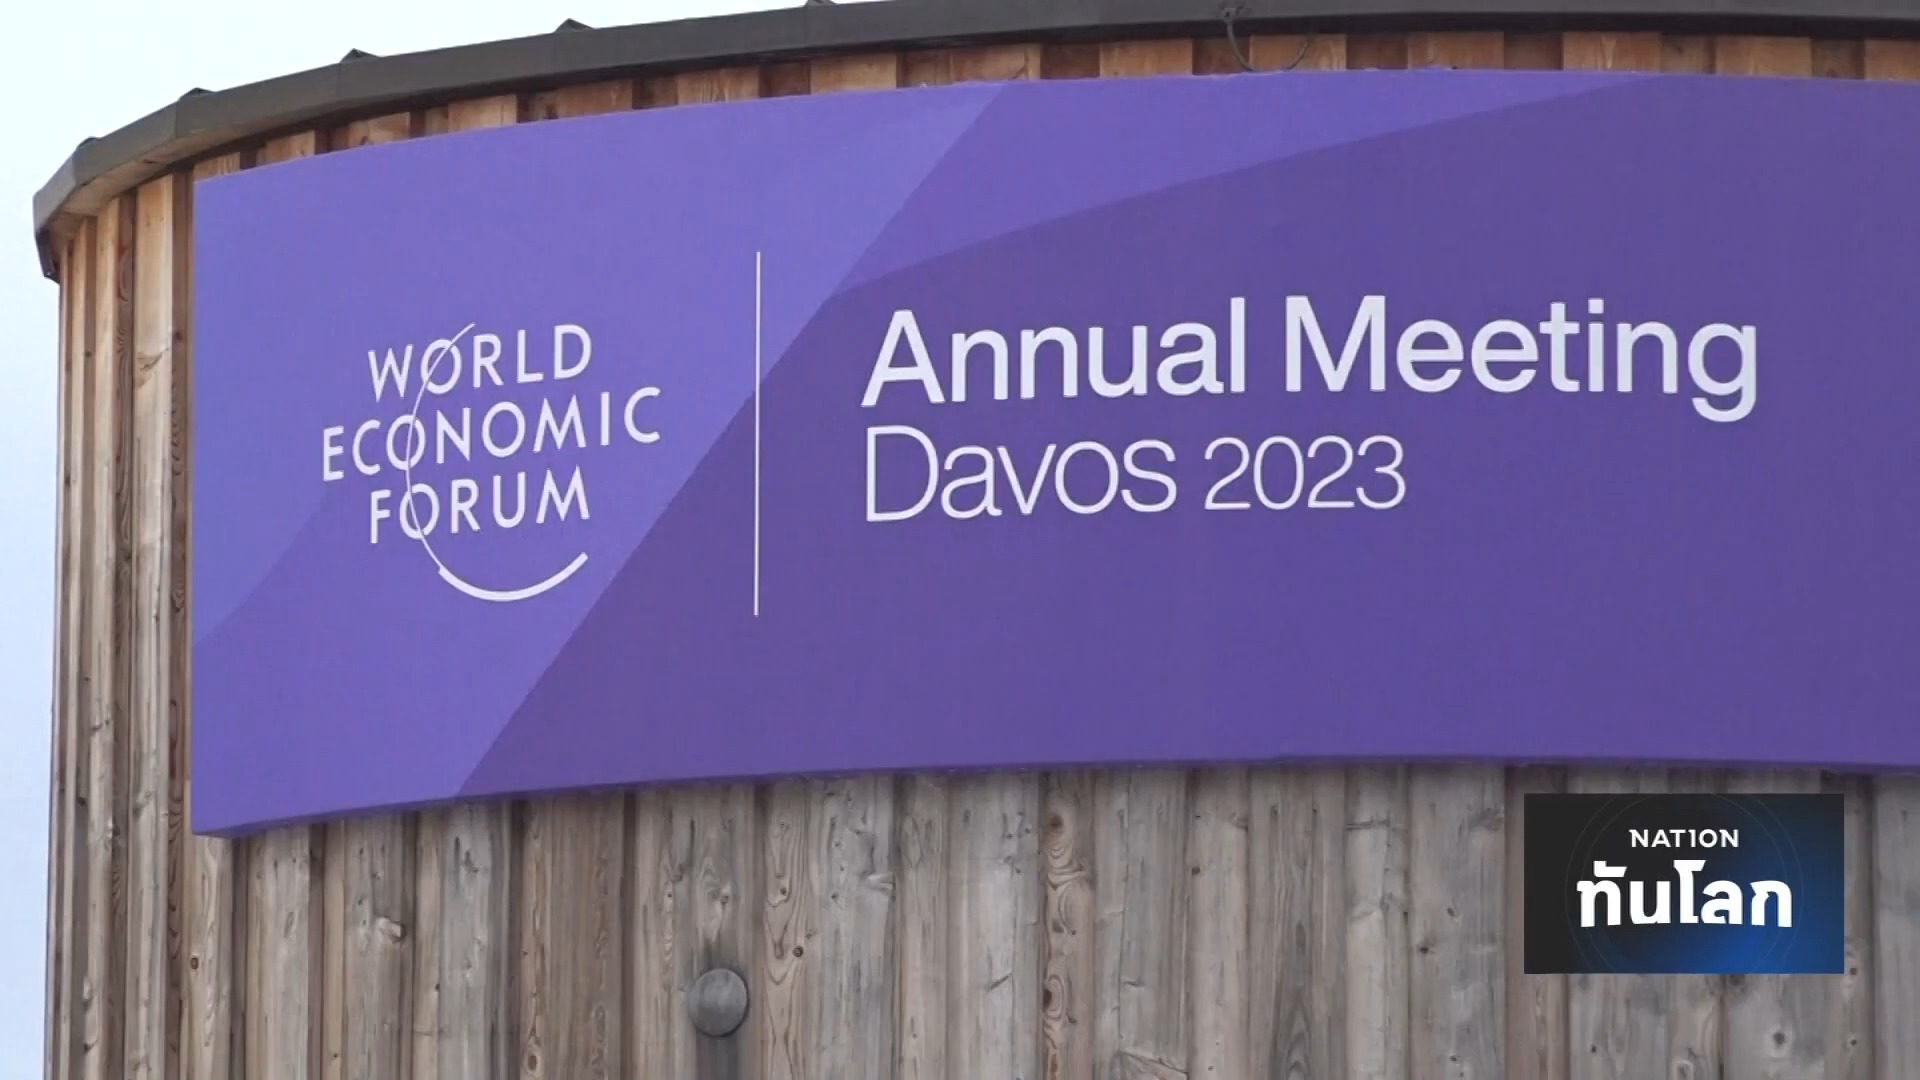 WORLD
ECONOMIC
FORUM
Annual Meeting
Davos 2023
NATION
ทันโลก